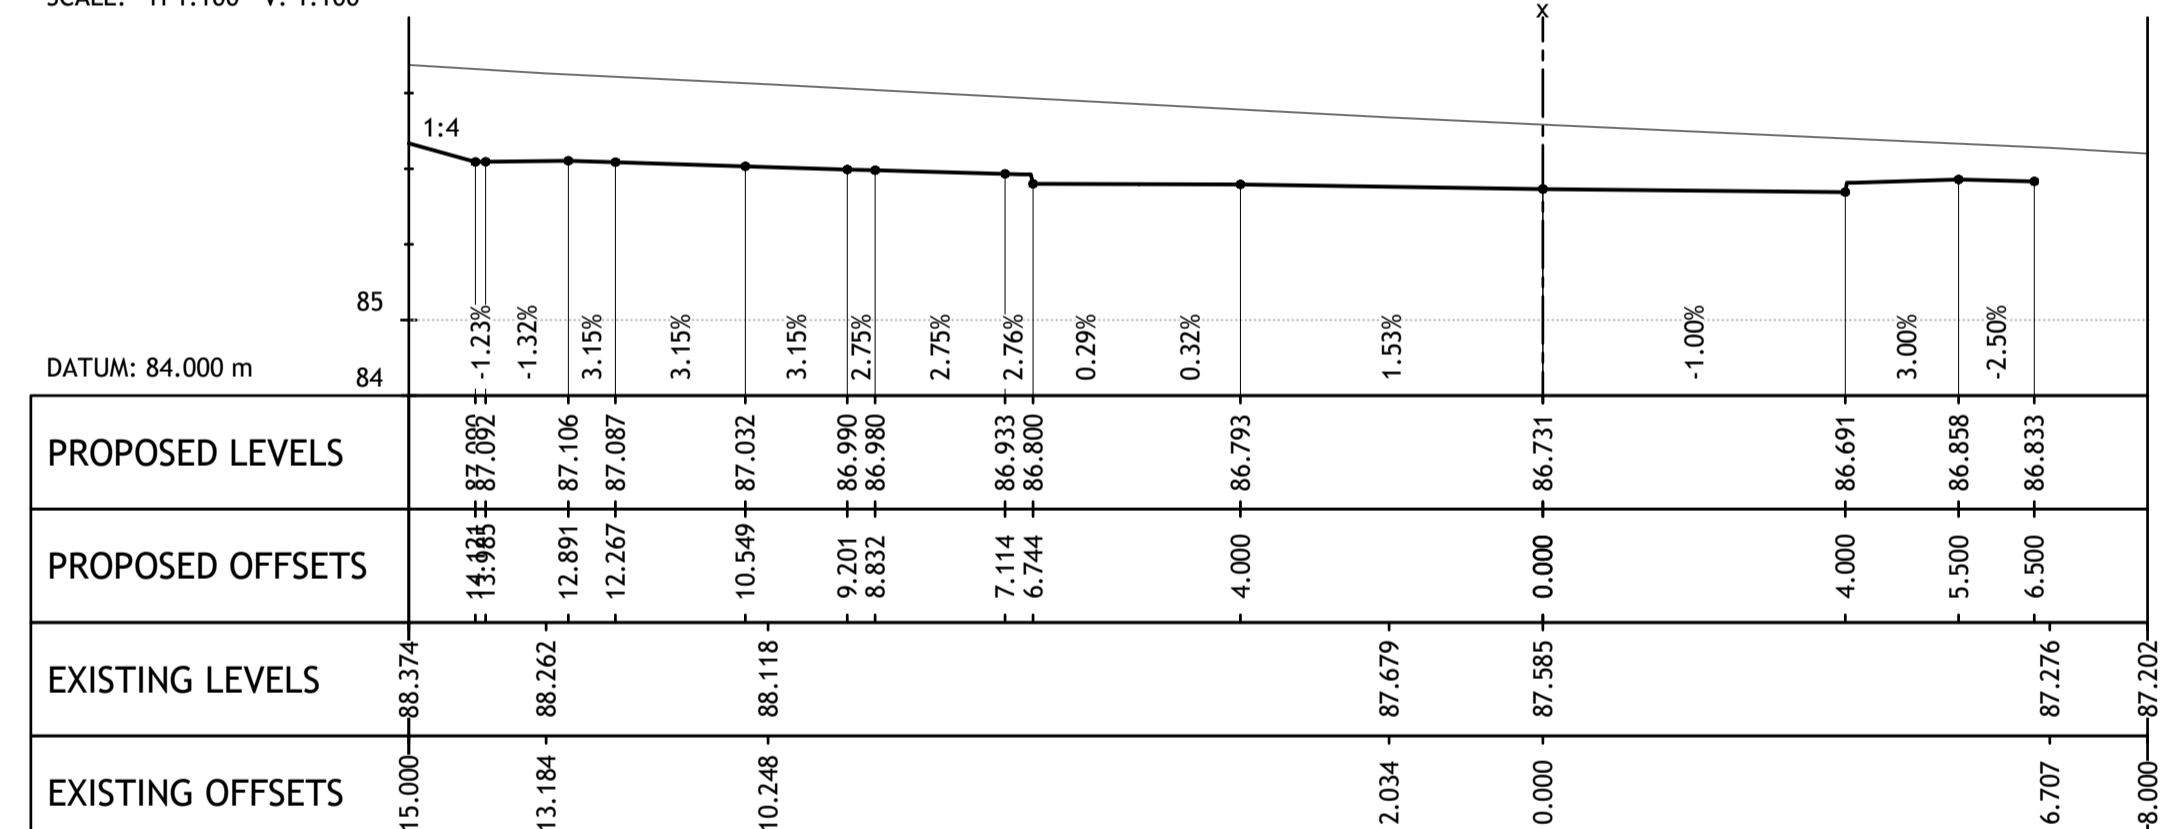 x
1:4
85
-1.23% -1.32% 3.15% 3.15% 3.15% 2.75% 2.75% 2.76% 0.29% 0.32% 1.53% -1.00% 3.00% -2.50%
DATUM: 84.000 m 84
PROPOSED LEVELS 87.092 87.106 87.087 87.032 86.990 86.980 86.933 86.800 86.793 86.731 86.691 86.858 86.833
PROPOSED OFFSETS 13.985 12.891 12.267 10.549 9.201 8.832 7.114 6.744 4.000 0.000 4.000 5.500 6.500
EXISTING LEVELS 88.374 88.262 88.118 87.679 87.585 87.276 87.202
EXISTING OFFSETS 15.000 13.184 10.248 2.034 0.000 6.707 8.000